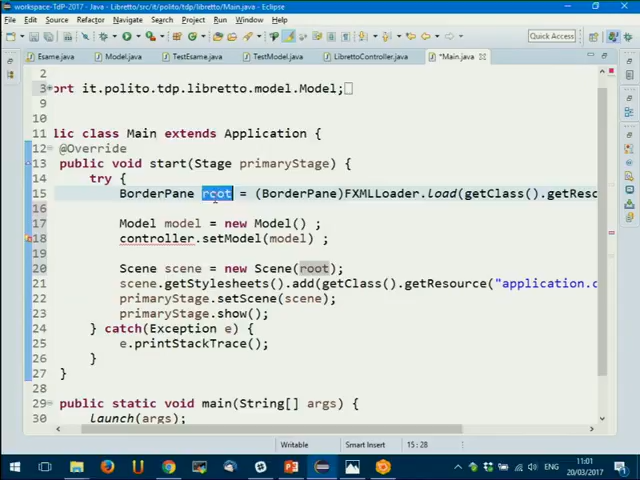 workspace-TdP-2017 - Java - Libretto/src/it/polito/tdp/libretto/Main.java - Eclipse
File Edit Source Refactor Navigate Search Project Run Window Help
Quick Access
Esame.java Model.java TestEsame.java TestModel.java LibrettoController.java *Main.java
2
3 ort it.polito.tdp.libretto.model.Model;
10
11 lic class Main extends Application {
12 @Override
13 public void start(Stage primaryStage) {
14 try {
15 BorderPane root = (BorderPane)FXMLLoader.load(getClass().getReso
16
17 Model model = new Model() ;
18 controller.setModel(model) ;
19
20 Scene scene = new Scene(root);
21 scene.getStylesheets().add(getClass().getResource("application.c
22 primaryStage.setScene(scene);
23 primaryStage.show();
24 } catch(Exception e) {
25 e.printStackTrace();
26 }
27 }
28
29 public static void main(String[] args) {
30 launch(args);
Writable Smart Insert 15 : 28
ENG 11:01
20/03/2017